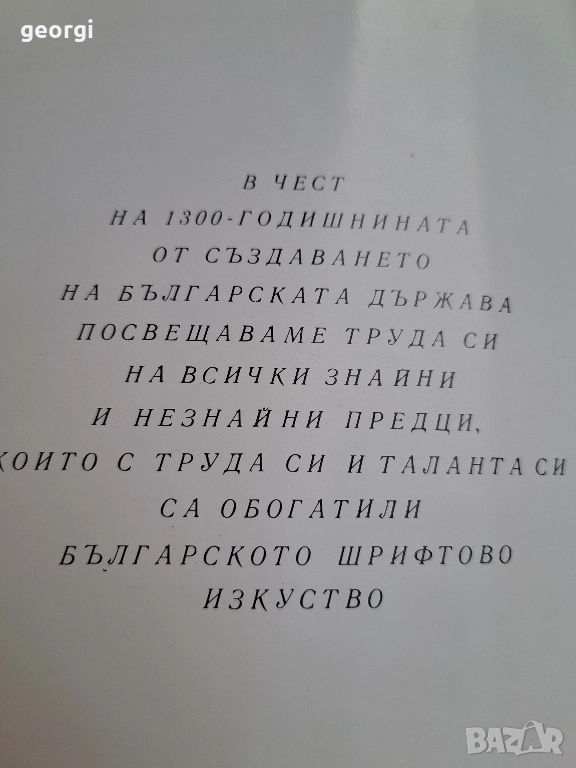 georgi
В ЧЕСТ
НА 1300-ГОДИШНИНАТА
ОТ СЪЗДАВАНЕТО
НА БЪЛГАРСКАТА ДЪРЖАВА
ПОСВЕЩАВАМЕ ТРУДА СИ
НА ВСИЧКИ ЗНАЙНИ
И НЕЗНАЙНИ ПРЕДЦИ,
КОИТО С ТРУДА СИ И ТАЛАНТА СИ
СА ОБОГАТИЛИ
БЪЛГАРСКОТО ШРИФТОВО
ИЗКУСТВО
BAZAR